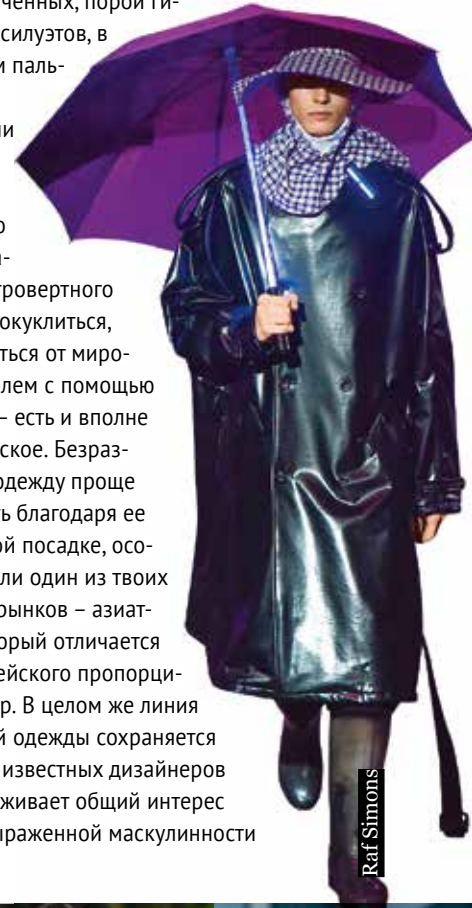 ченных, порой ги-
силуэтов, в
м паль-
ли
о
а-
тровертного
окуклиться,
ться от миро-
лем с помощью
– есть и вполне
ское. Безраз-
одежду проще
ть благодаря ее
ой посадке, осо-
ли один из твоих
рынков – азиат-
орый отличается
ейского пропорци-
р. В целом же линия
й одежды сохраняется
известных дизайнеров
живает общий интерес
ыраженной маскулинности
Raf Simons